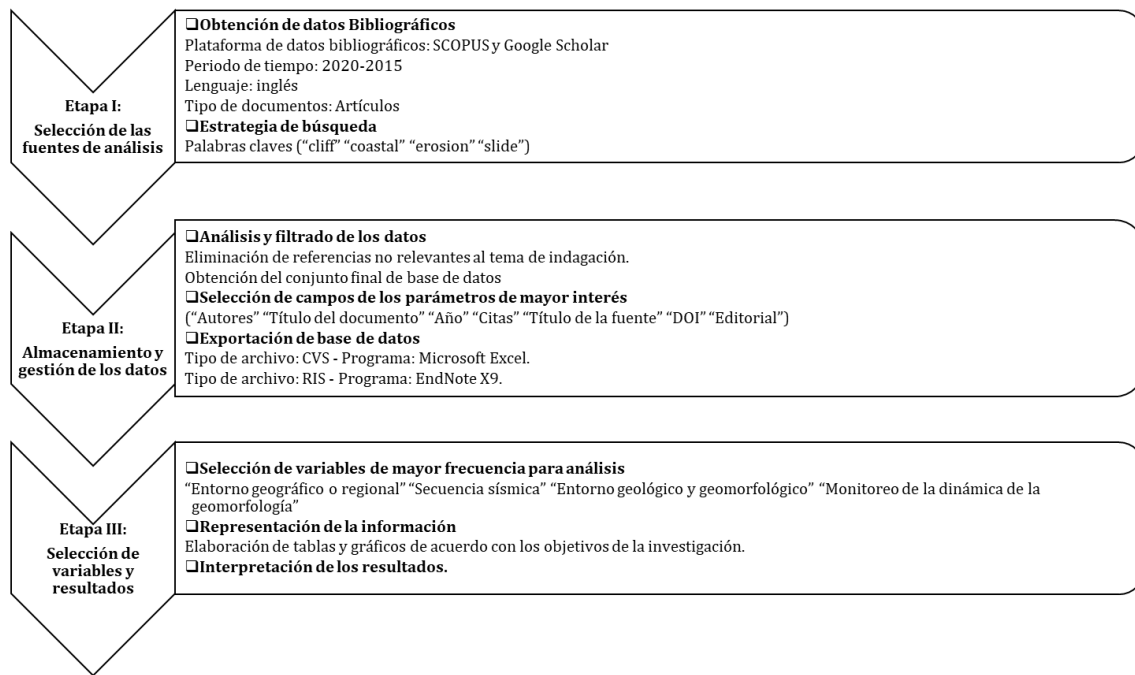 Etapa I:
Selección de las
fuentes de análisis
❑Obtención de datos Bibliográficos
Plataforma de datos bibliográficos: SCOPUS y Google Scholar
Periodo de tiempo: 2020-2015
Lenguaje: inglés
Tipo de documentos: Artículos
❑Estrategia de búsqueda
Palabras claves (“cliff” “coastal” “erosion” “slide”)
Etapa II:
Almacenamiento y
gestión de los datos
❑Análisis y filtrado de los datos
Eliminación de referencias no relevantes al tema de indagación.
Obtención del conjunto final de base de datos
❑Selección de campos de los parámetros de mayor interés
(“Autores” “Título del documento” “Año” “Citas” “Título de la fuente” “DOI” “Editorial”)
❑Exportación de base de datos
Tipo de archivo: CVS - Programa: Microsoft Excel.
Tipo de archivo: RIS - Programa: EndNote X9.
Etapa III:
Selección de
variables y
resultados
❑Selección de variables de mayor frecuencia para análisis
“Entorno geográfico o regional” “Secuencia sísmica” “Entorno geológico y geomorfológico” “Monitoreo de la dinámica de la
geomorfología”
❑Representación de la información
Elaboración de tablas y gráficos de acuerdo con los objetivos de la investigación.
❑Interpretación de los resultados.